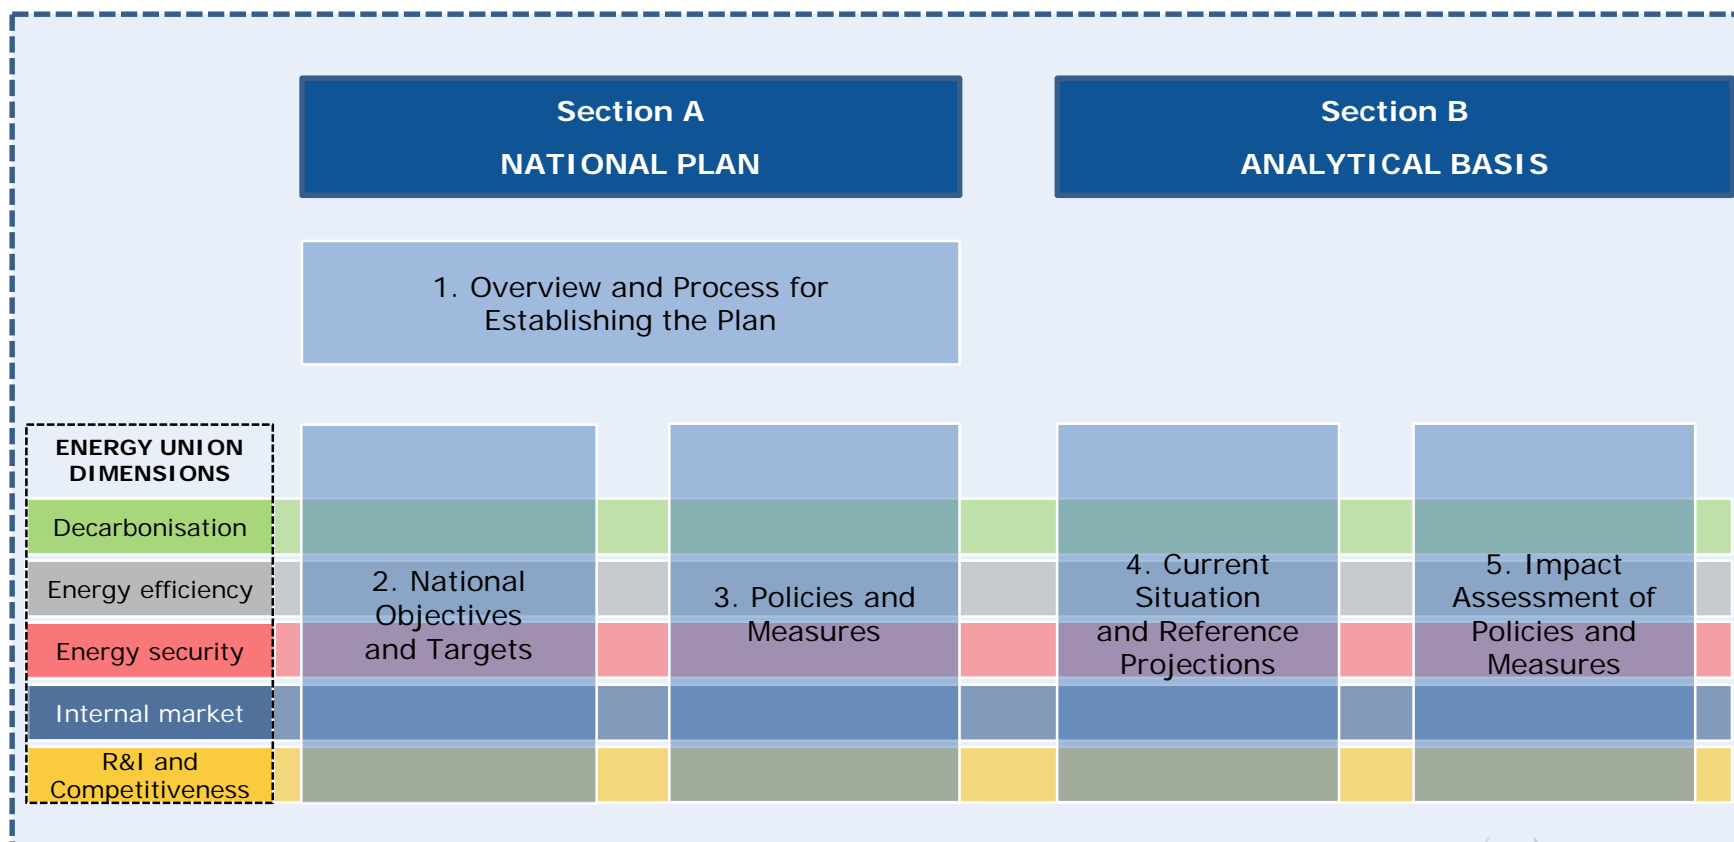 Section A
NATIONAL PLAN
Section B
ANALYTICAL BASIS
1. Overview and Process for
Establishing the Plan
ENERGY UNION
DIMENSIONS
Decarbonisation
Energy efficiency
Energy security
Internal market
R&I and
Competitiveness
2. National
Objectives
and Targets
3. Policies and
Measures
4. Current
Situation
and Reference
Projections
5. Impact
Assessment of
Policies and
Measures